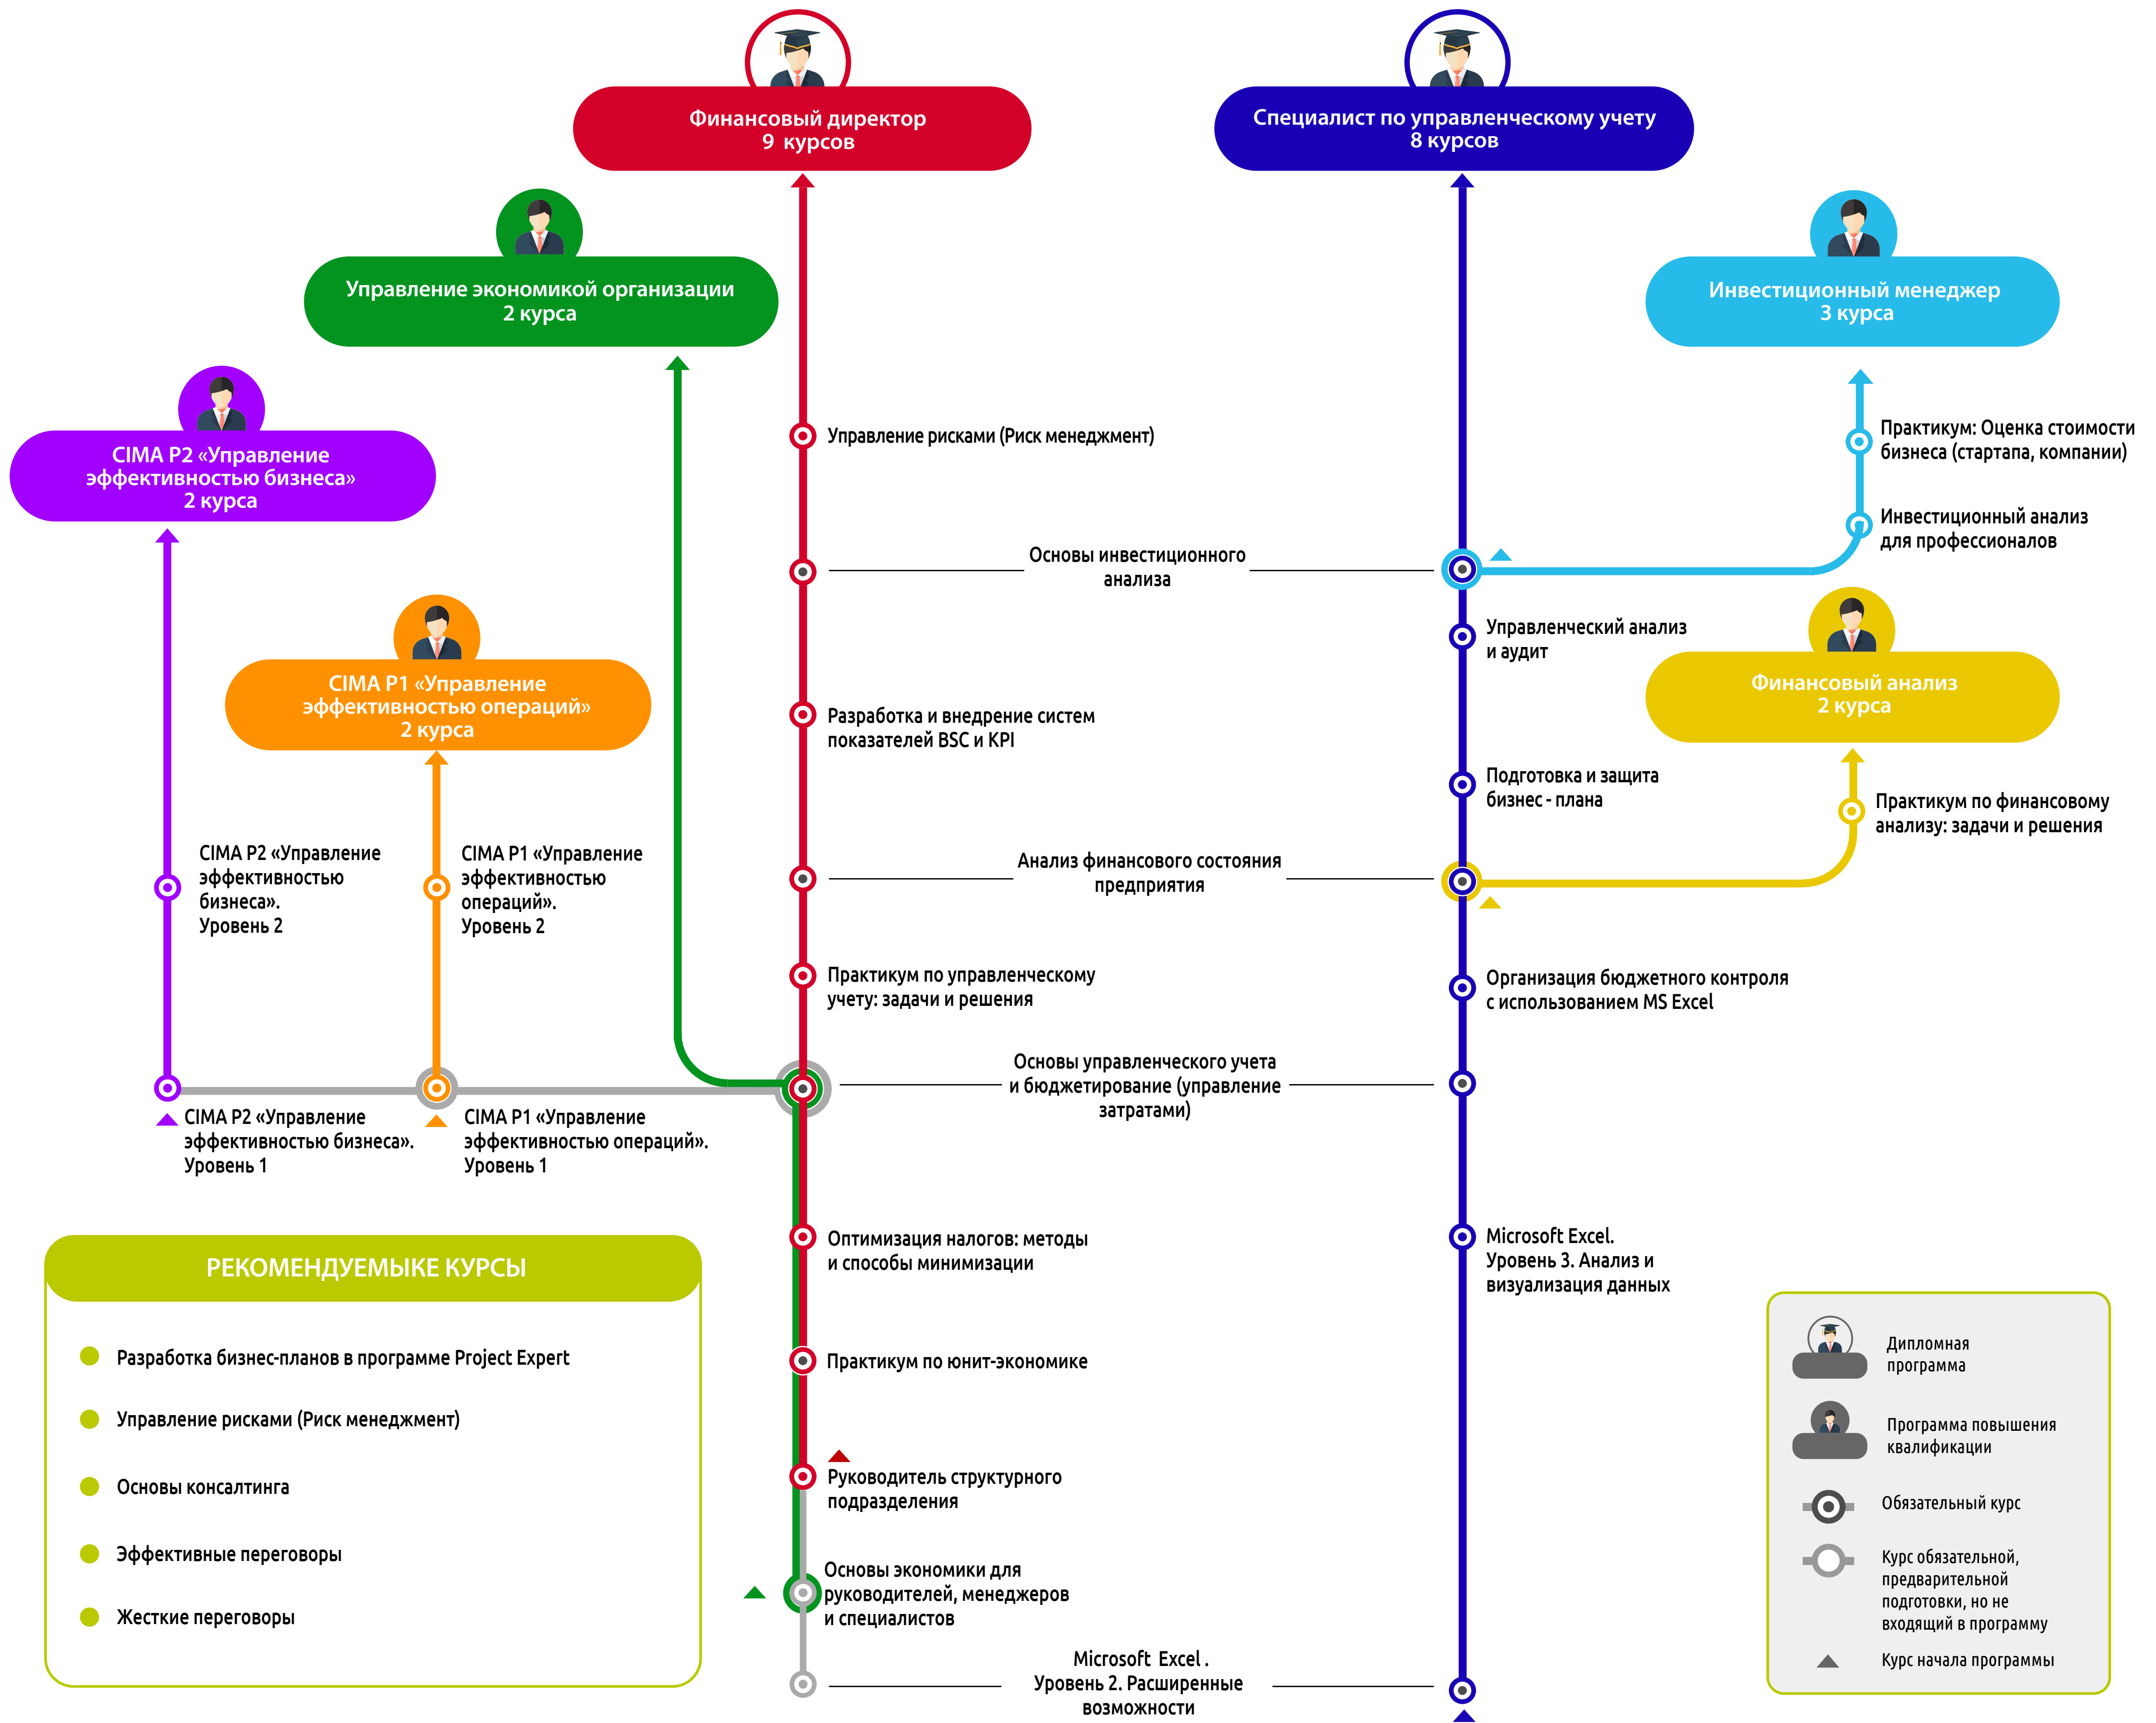 Финансовый директор
9 курсов
Специалист по управленческому учету
8 курсов
Управление экономикой организации
2 курса
Инвестиционный менеджер
3 курса
CIMA P2 «Управление
эффективностью бизнеса»
2 курса
Управление рисками (Риск менеджмент)
Практикум: Оценка стоимости
бизнеса (стартапа, компании)
Инвестиционный анализ
для профессионалов
Основы инвестиционного
анализа
Управленческий анализ
и аудит
CIMA P1 «Управление
эффективностью операций»
2 курса
Финансовый анализ
2 курса
Разработка и внедрение систем
показателей BSC и KPI
Подготовка и защита
бизнес - плана
Практикум по финансовому
анализу: задачи и решения
CIMA P2 «Управление
эффективностью
бизнеса».
Уровень 2
CIMA P1 «Управление
эффективностью
операций».
Уровень 2
Анализ финансового состояния
предприятия
Практикум по управленческому
учету: задачи и решения
Организация бюджетного контроля
с использованием MS Excel
Основы управленческого учета
и бюджетирование (управление
затратами)
CIMA P2 «Управление
эффективностью бизнеса».
Уровень 1
CIMA P1 «Управление
эффективностью операций».
Уровень 1
Оптимизация налогов: методы
и способы минимизации
Microsoft Excel.
Уровень 3. Анализ и
визуализация данных
Практикум по юнит-экономике
Руководитель структурного
подразделения
Основы экономики для
руководителей, менеджеров
и специалистов
Microsoft Excel .
Уровень 2. Расширенные
возможности
РЕКОМЕНДУЕМЫКЕ КУРСЫ
Разработка бизнес-планов в программе Project Expert
Управление рисками (Риск менеджмент)
Основы консалтинга
Эффективные переговоры
Жесткие переговоры
Дипломная
программа
Программа повышения
квалификации
Обязательный курс
Курс обязательной,
предварительной
подготовки, но не
входящий в программу
Курс начала программы